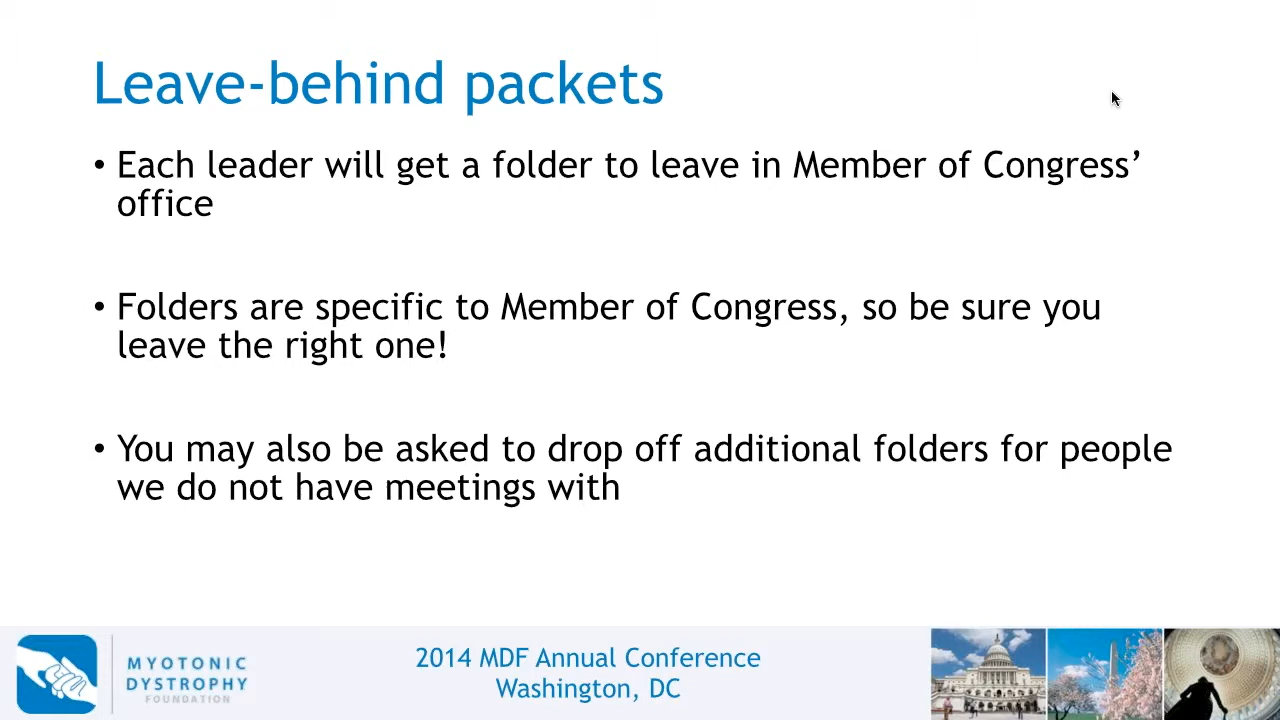 Leave-behind packets
• Each leader will get a folder to leave in Member of Congress’
office
• Folders are specific to Member of Congress, so be sure you
leave the right one!
• You may also be asked to drop off additional folders for people
we do not have meetings with
MYOTONIC
DYSTROPHY
FOUNDATION
2014 MDF Annual Conference
Washington, DC